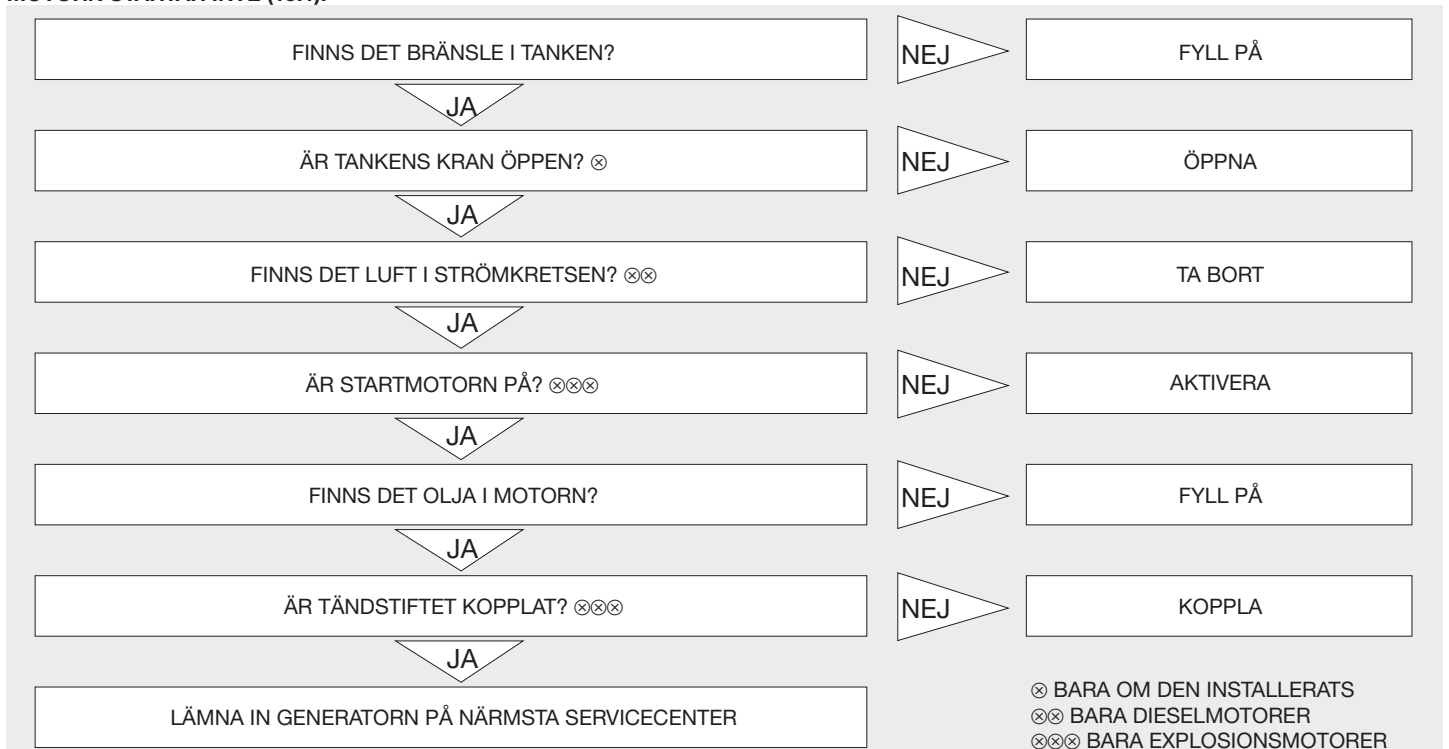 FINNS DET BRÄNSLE I TANKEN?
NEJ
FYLL PÅ
JA
ÄR TANKENS KRAN ÖPPEN? ⊗
NEJ
ÖPPNA
JA
FINNS DET LUFT I STRÖMKRETSEN? ⊗⊗
NEJ
TA BORT
JA
ÄR STARTMOTORN PÅ? ⊗⊗⊗
NEJ
AKTIVERA
JA
FINNS DET OLJA I MOTORN?
NEJ
FYLL PÅ
JA
ÄR TÄNDSTIFTET KOPPLAT? ⊗⊗⊗
NEJ
KOPPLA
JA
LÄMNA IN GENERATORN PÅ NÄRMSTA SERVICECENTER
⊗ BARA OM DEN INSTALLERATS
⊗⊗ BARA DIESELMOTORER
⊗⊗⊗ BARA EXPLOSIONSMOTORER